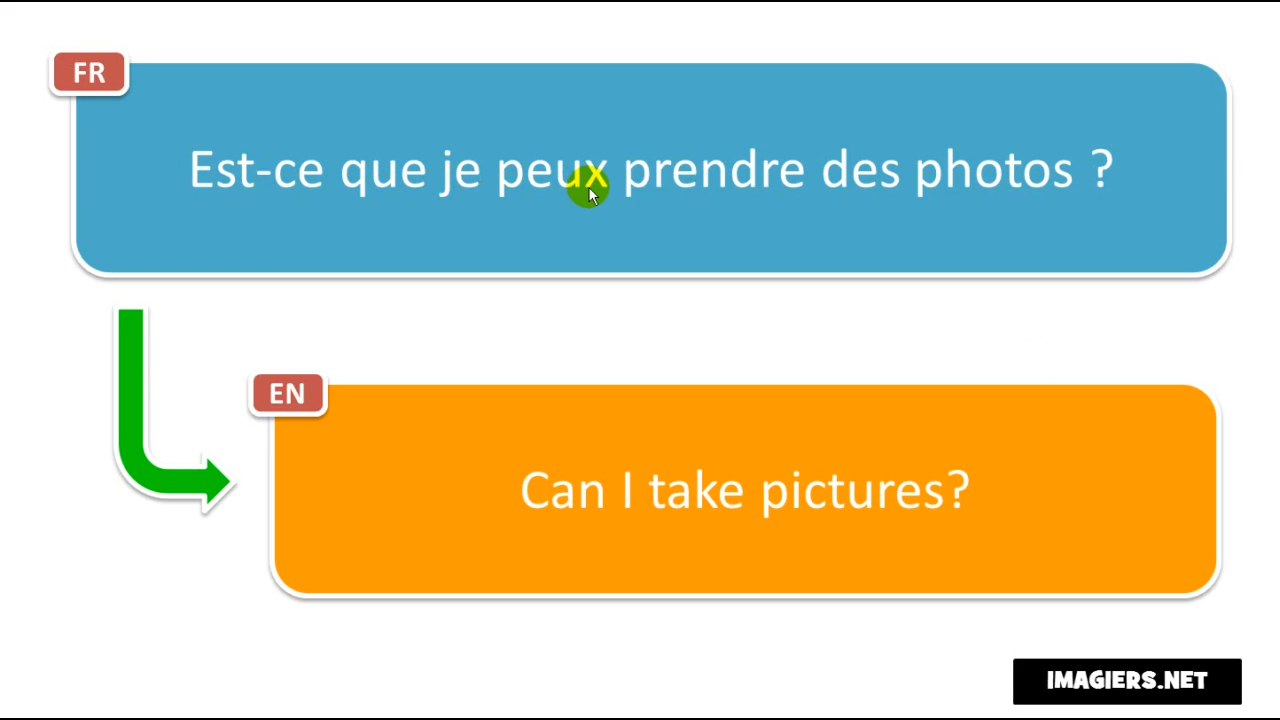 FR
Est-ce que je peux prendre des photos ?
EN
Can I take pictures?
IMAGIERS.NET